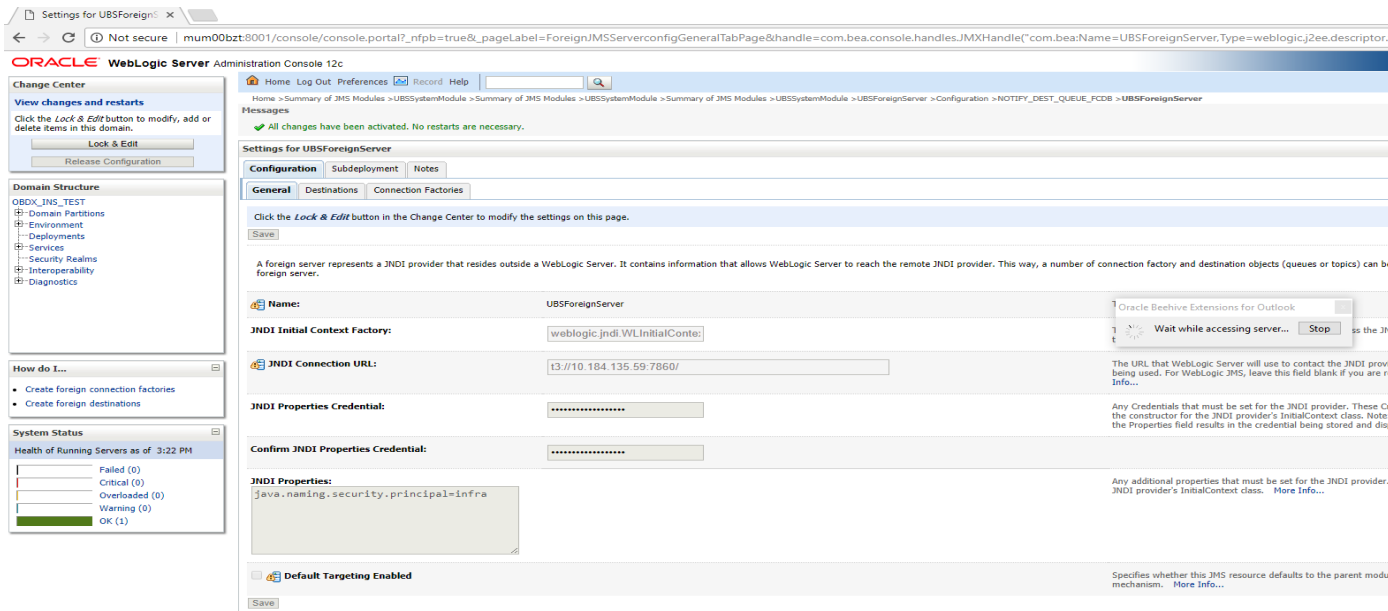 Settings for UBSForeignS
Not secure | mum00bzt:8001/console/console.portal?_nfpb=true&_pageLabel=ForeignJMSServerconfigGeneralTabPage&handle=com.bea.console.handles.JMXHandle("com.bea:Name=UBSForeignServer,Type=weblogic.j2ee.descriptor.
ORACLE WebLogic Server Administration Console 12c
Change Center
View changes and restarts
Click the Lock & Edit button to modify, add or
delete items in this domain.
Lock & Edit
Release Configuration
Domain Structure
OBDX_INS_TEST
Domain Partitions
Environment
Deployments
Services
Security Realms
Interoperability
Diagnostics
How do I...
Create foreign connection factories
Create foreign destinations
System Status
Health of Running Servers as of 3:22 PM
Failed (0)
Critical (0)
Overloaded (0)
Warning (0)
OK (1)
Home Log Out Preferences Record Help
Home >Summary of JMS Modules >UBSSystemModule >Summary of JMS Modules >UBSSystemModule >Summary of JMS Modules >UBSSystemModule >UBSForeignServer >Configuration >NOTIFY_DEST_QUEUE_FCDB >UBSForeignServer
Messages
All changes have been activated. No restarts are necessary.
Settings for UBSForeignServer
Configuration Subdeployment Notes
General Destinations Connection Factories
Click the Lock & Edit button in the Change Center to modify the settings on this page.
Save
A foreign server represents a JNDI provider that resides outside a WebLogic Server. It contains information that allows WebLogic Server to reach the remote JNDI provider. This way, a number of connection factory and destination objects (queues or topics) can be
foreign server.
Name: UBSForeignServer
Oracle Beehive Extensions for Outlook
Wait while accessing server... Stop
JNDI Initial Context Factory: weblogic.jndi.WLInitialConte: ss the JN
JNDI Connection URL: t3://10.184.135.59:7860/
The URL that WebLogic Server will use to contact the JNDI provi
being used. For WebLogic JMS, leave this field blank if you are r
Info...
JNDI Properties Credential: ••••••••••••••••••
Any Credentials that must be set for the JNDI provider. These C
the constructor for the JNDI provider's InitialContext class. Note
the Properties field results in the credential being stored and dis
Confirm JNDI Properties Credential: ••••••••••••••••••
JNDI Properties:
java.naming.security.principal=infra
Any additional properties that must be set for the JNDI provider.
JNDI provider's InitialContext class. More Info...
Default Targeting Enabled
Specifies whether this JMS resource defaults to the parent modu
mechanism. More Info...
Save